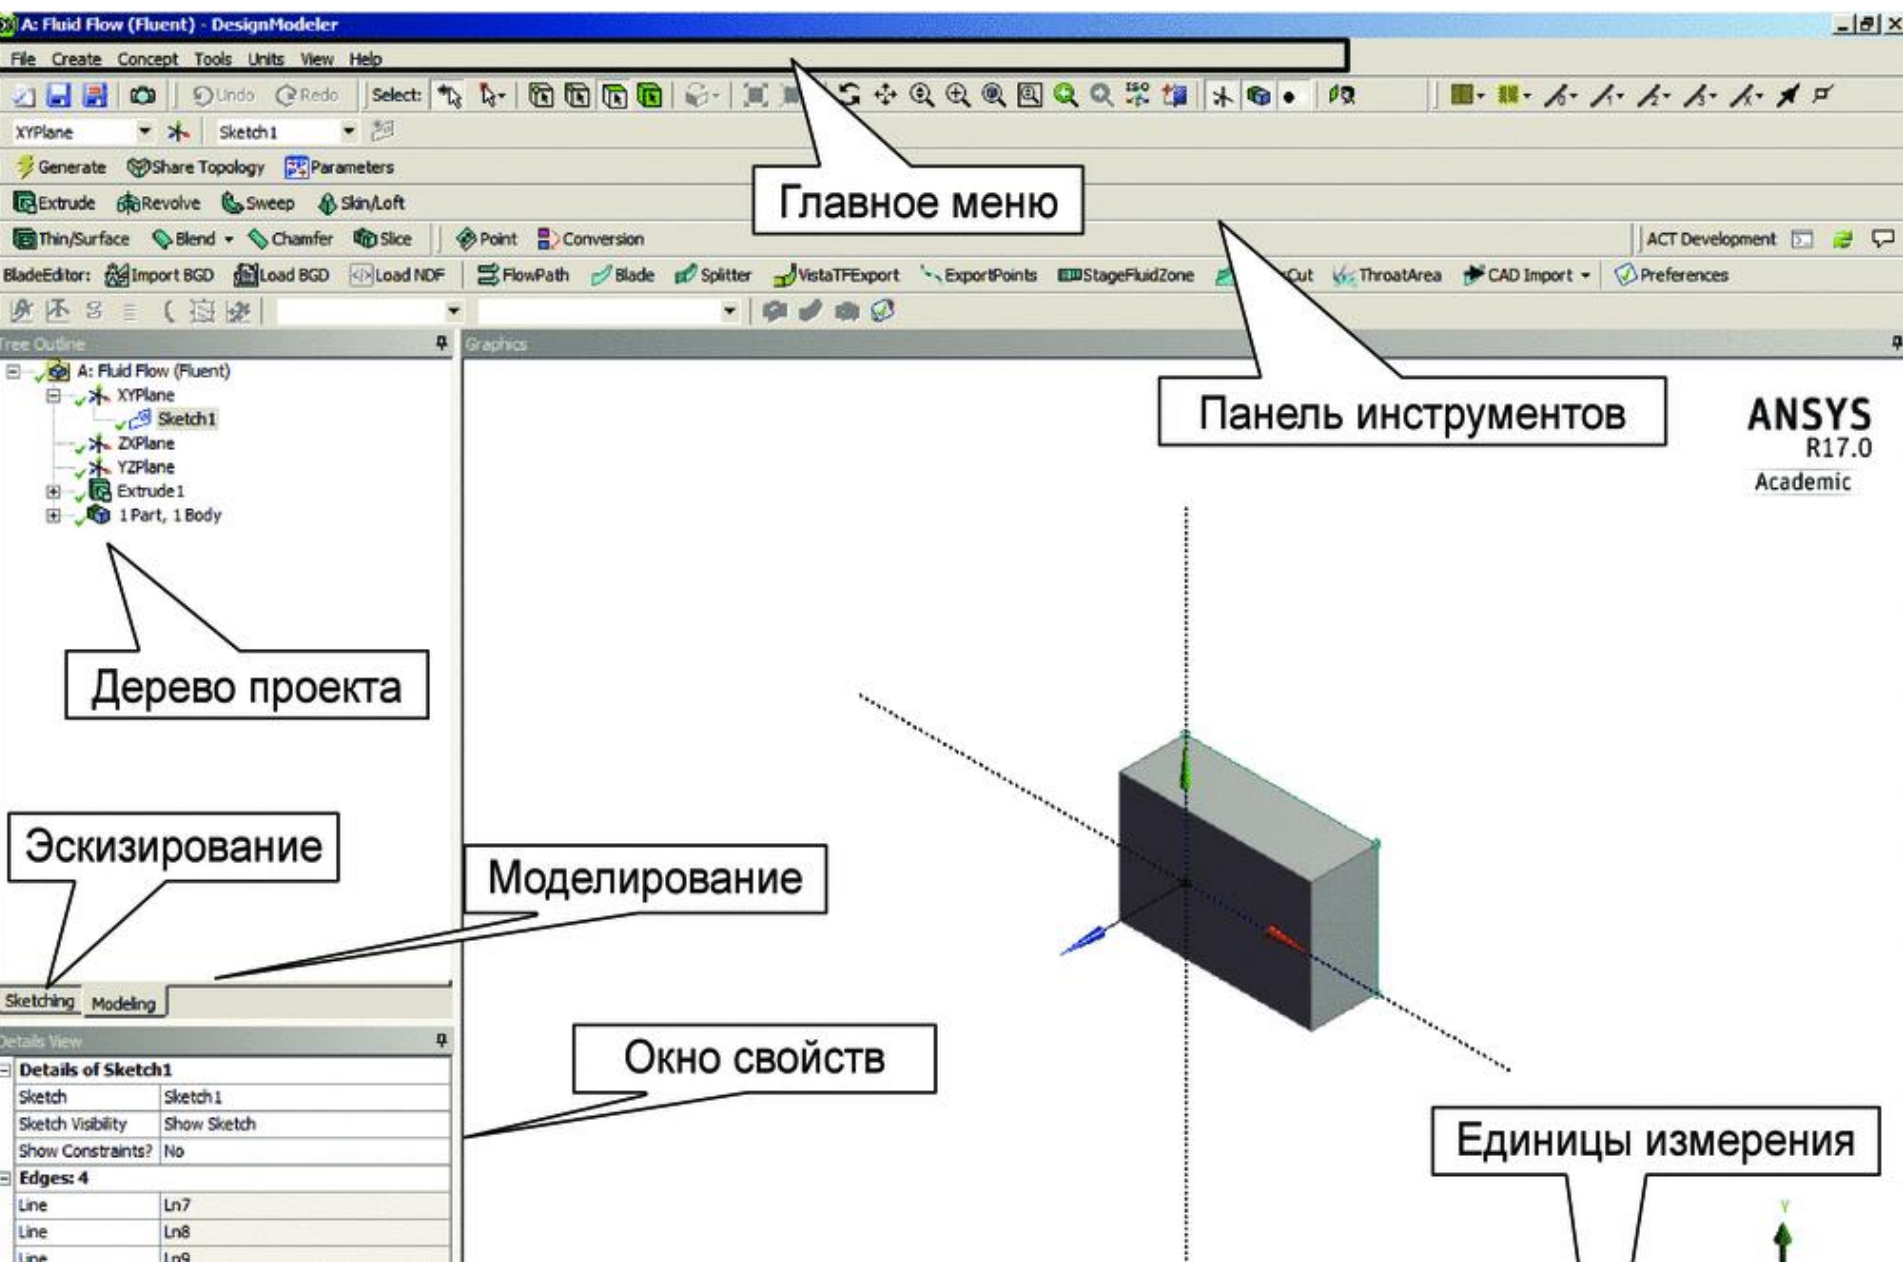 A: Fluid Flow (Fluent) - DesignModeler
File Create Concept Tools Units View Help
Undo Redo Select:
XYPlane Sketch1
Generate Share Topology Parameters
Главное меню
Extrude Revolve Sweep Skin/Loft
Thin/Surface Blend Chamfer Slice Point Conversion ACT Development
BladeEditor: Import BGD Load BGD Load NDF FlowPath Blade Splitter VistaTFExport ExportPoints StageFluidZone ThroatArea CAD Import Preferences
Tree Outline Graphics
A: Fluid Flow (Fluent)
XYPlane
Sketch1
ZXPlane
YZPlane
Extrude1
1 Part, 1 Body
Панель инструментов
ANSYS
R17.0
Academic
Дерево проекта
Эскизирование
Моделирование
Sketching Modeling
Details View
Окно свойств
Details of Sketch1
Sketch Sketch1
Sketch Visibility Show Sketch
Show Constraints? No
Edges: 4
Line Ln7
Line Ln8
Line Ln9
Единицы измерения
Y